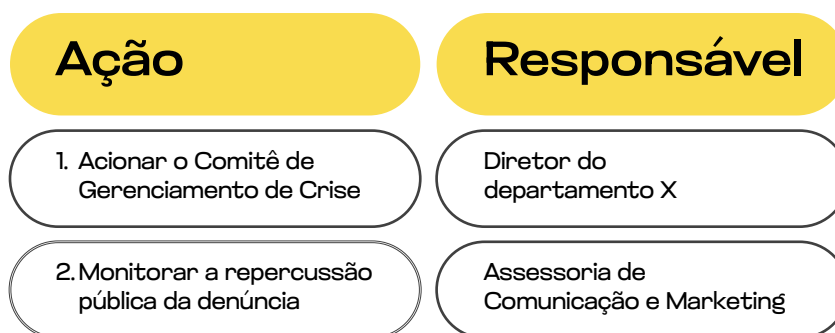 Ação
Responsável
1. Acionar o Comitê de
Gerenciamento de Crise
Diretor do
departamento X
2. Monitorar a repercussão
pública da denúncia
Assessoria de
Comunicação e Marketing